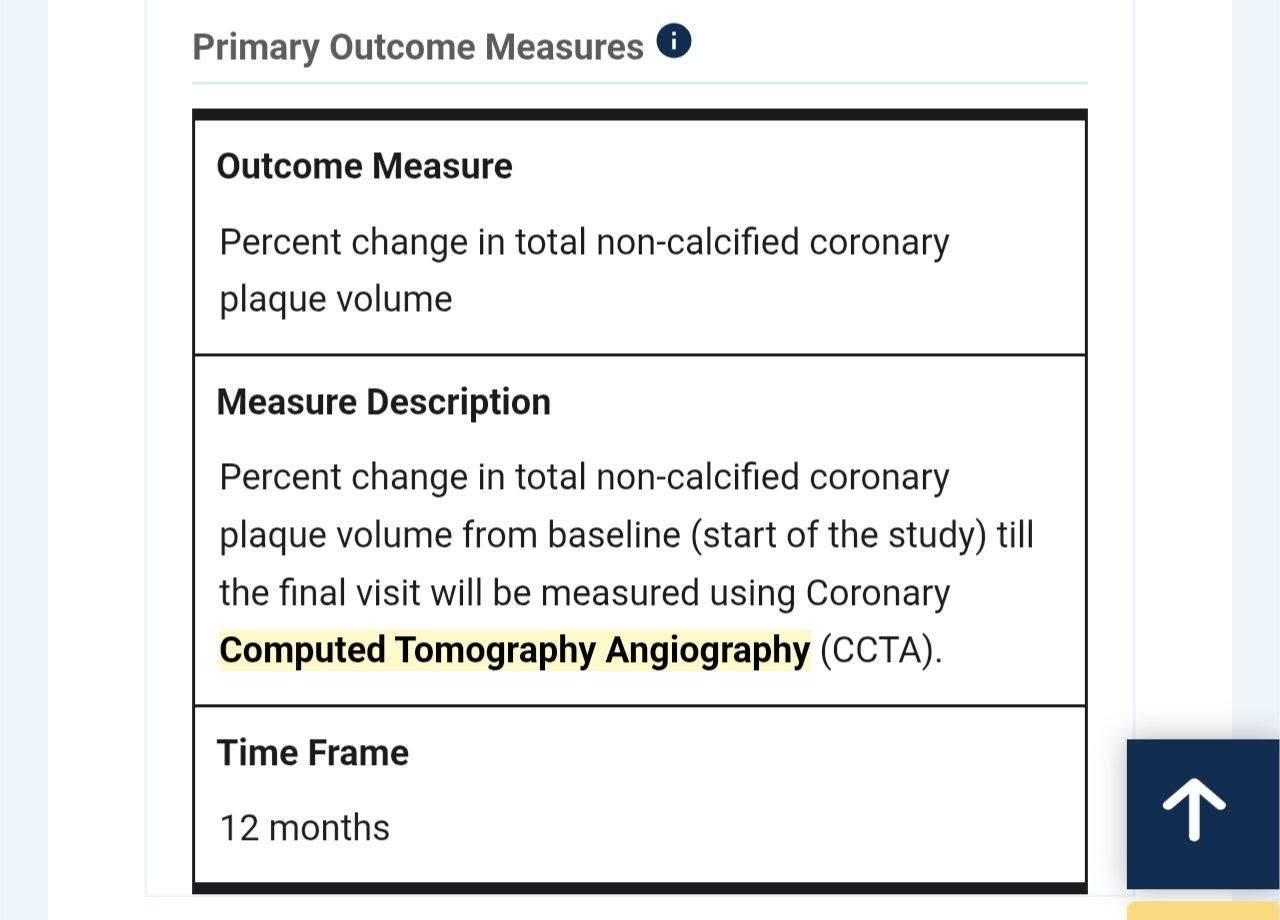 Primary Outcome Measures i
Outcome Measure
Percent change in total non-calcified coronary
plaque volume
Measure Description
Percent change in total non-calcified coronary
plaque volume from baseline (start of the study) till
the final visit will be measured using Coronary
Computed Tomography Angiography (CCTA).
Time Frame
12 months